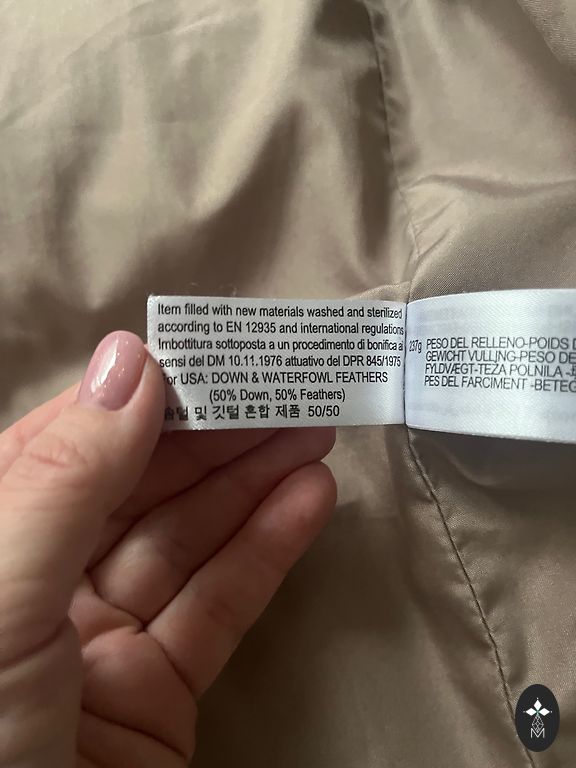 Item filled with new materials washed and sterilized
according to EN 12935 and international regulations
Imbottitura sottoposta a un procedimento di bonifica ai
sensi del DM 10.11.1976 attuativo del DPR 845/1975
for USA: DOWN & WATERFOWL FEATHERS
(50% Down, 50% Feathers)
솜털 및 깃털 혼합 제품 50/50
237g
PESO DEL RELLENO-POIDS D
GEWICHT VULLING-PESO DE
FYLDVÆGT-TEŽA POLNILA
PES DEL FARCIMENT -BETEG
M